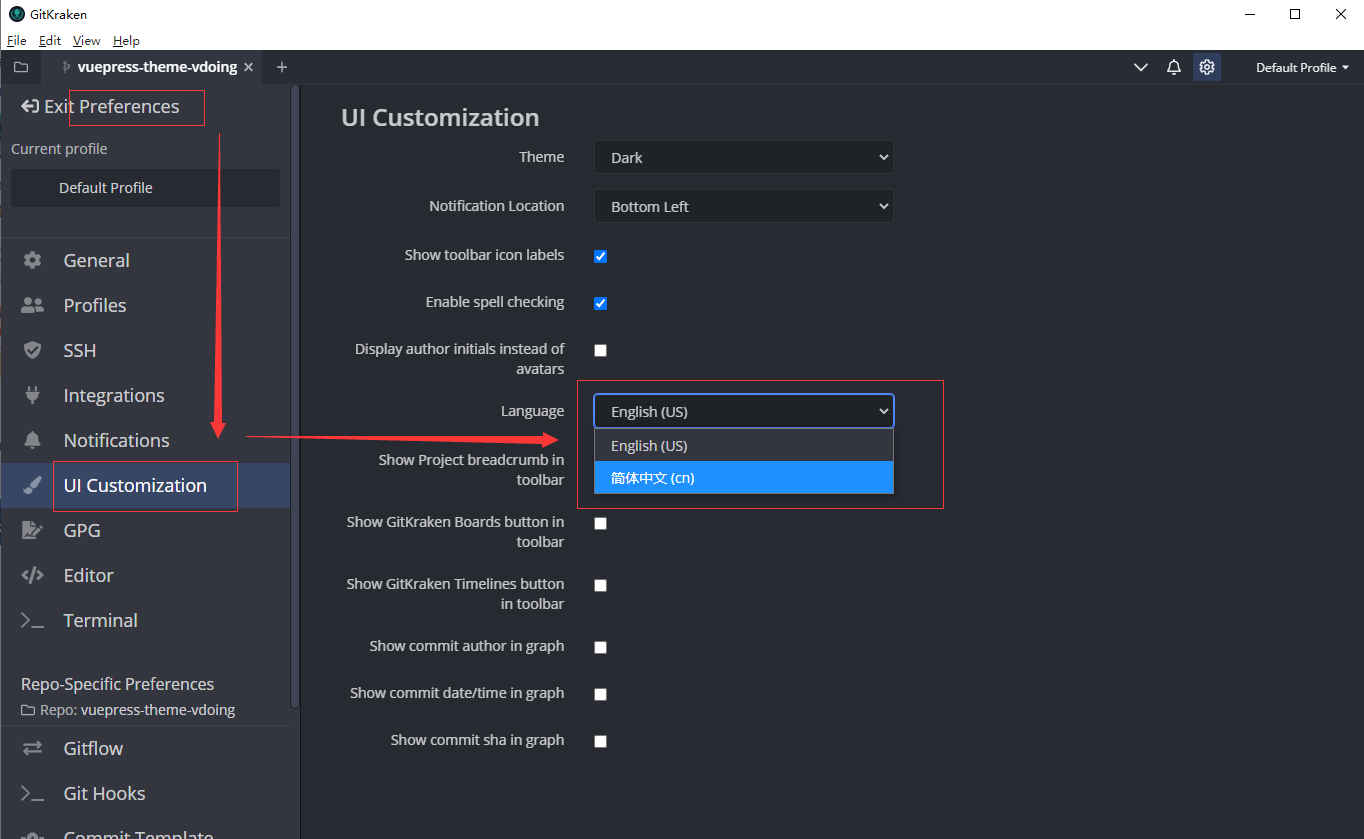 GitKraken
File Edit View Help
vuepress-theme-vdoing
Default Profile
Exit Preferences
Current profile
Default Profile
General
Profiles
SSH
Integrations
Notifications
UI Customization
GPG
Editor
Terminal
Repo-Specific Preferences
Repo: vuepress-theme-vdoing
Gitflow
Git Hooks
Commit Template
UI Customization
Theme Dark
Notification Location Bottom Left
Show toolbar icon labels
Enable spell checking
Display author initials instead of
avatars
Language English (US)
English (US)
简体中文 (cn)
Show Project breadcrumb in
toolbar
Show GitKraken Boards button in
toolbar
Show GitKraken Timelines button
in toolbar
Show commit author in graph
Show commit date/time in graph
Show commit sha in graph